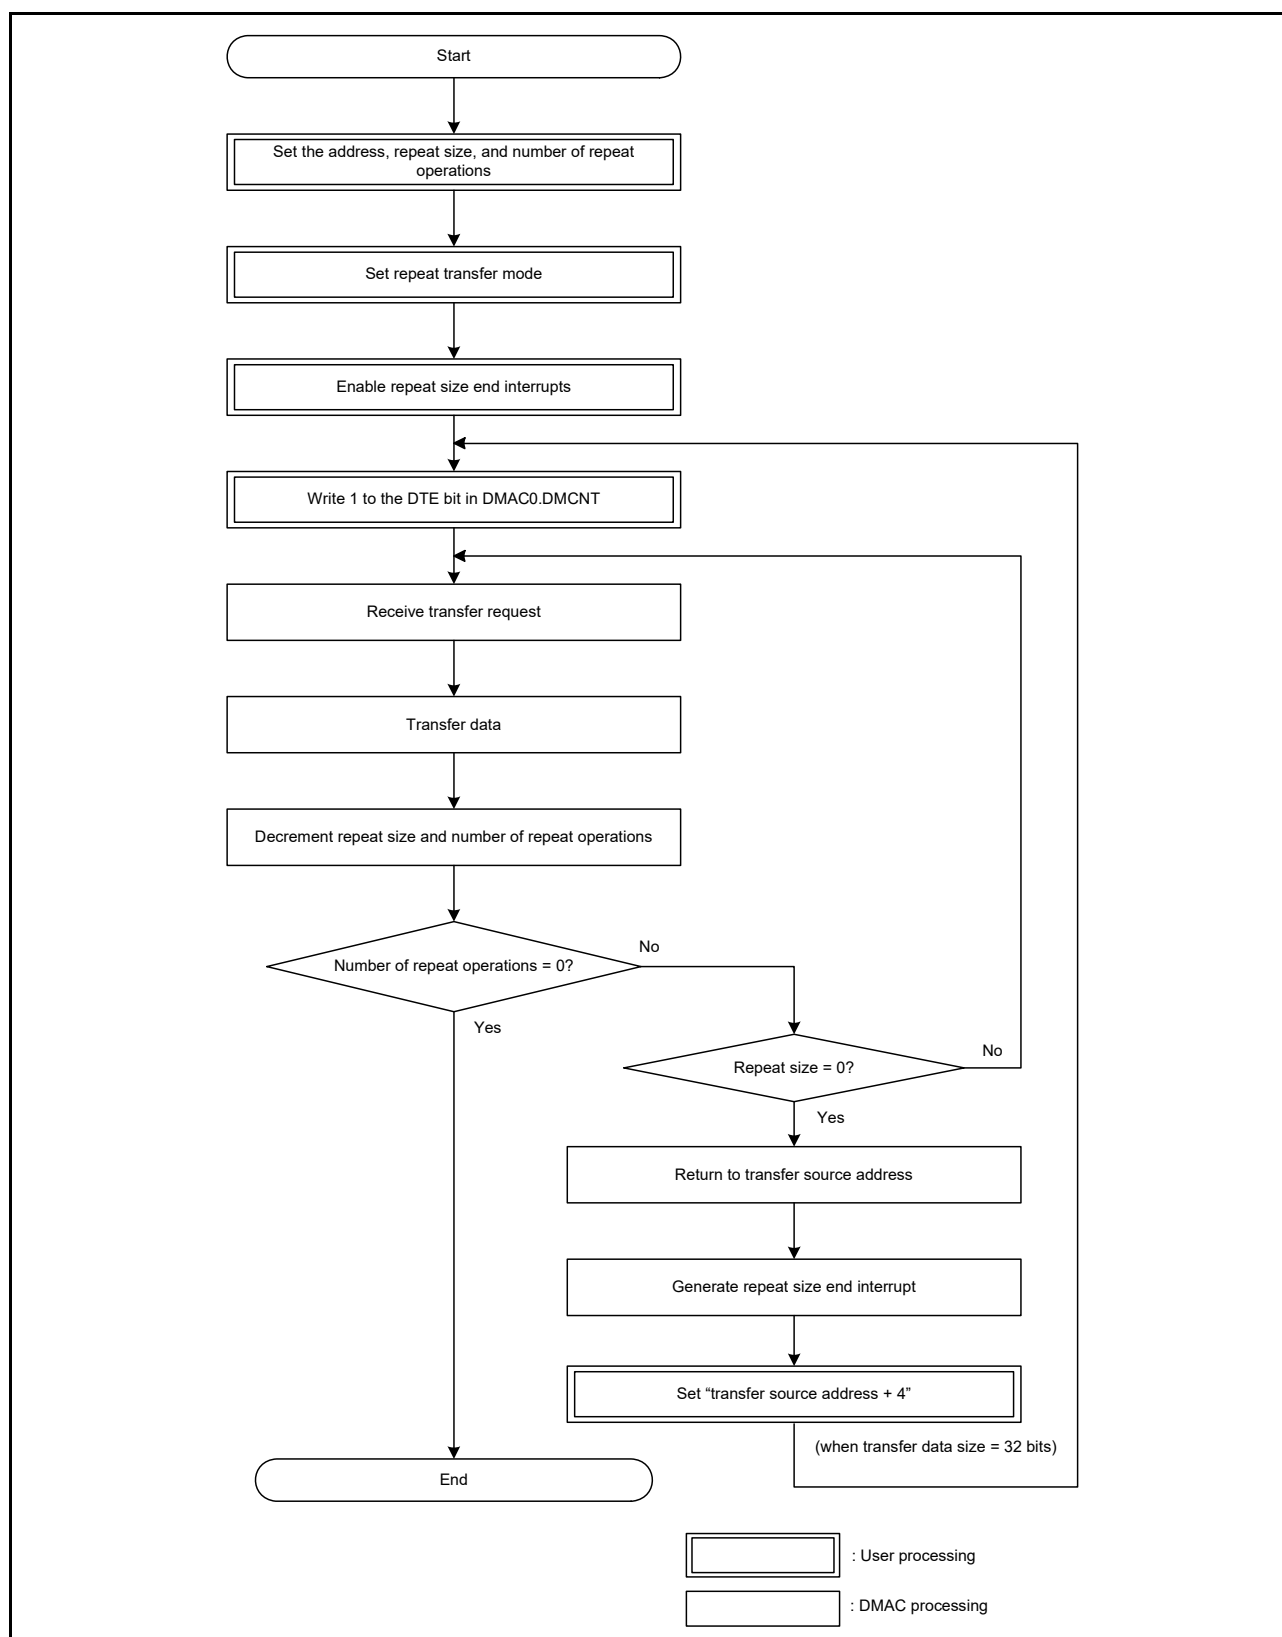 Start
Set the address, repeat size, and number of repeat
operations
Set repeat transfer mode
Enable repeat size end interrupts
Write 1 to the DTE bit in DMAC0.DMCNT
Receive transfer request
Transfer data
Decrement repeat size and number of repeat operations
No
Number of repeat operations = 0?
Yes
No
Repeat size = 0?
Yes
Return to transfer source address
Generate repeat size end interrupt
Set “transfer source address + 4”
(when transfer data size = 32 bits)
End
: User processing
: DMAC processing